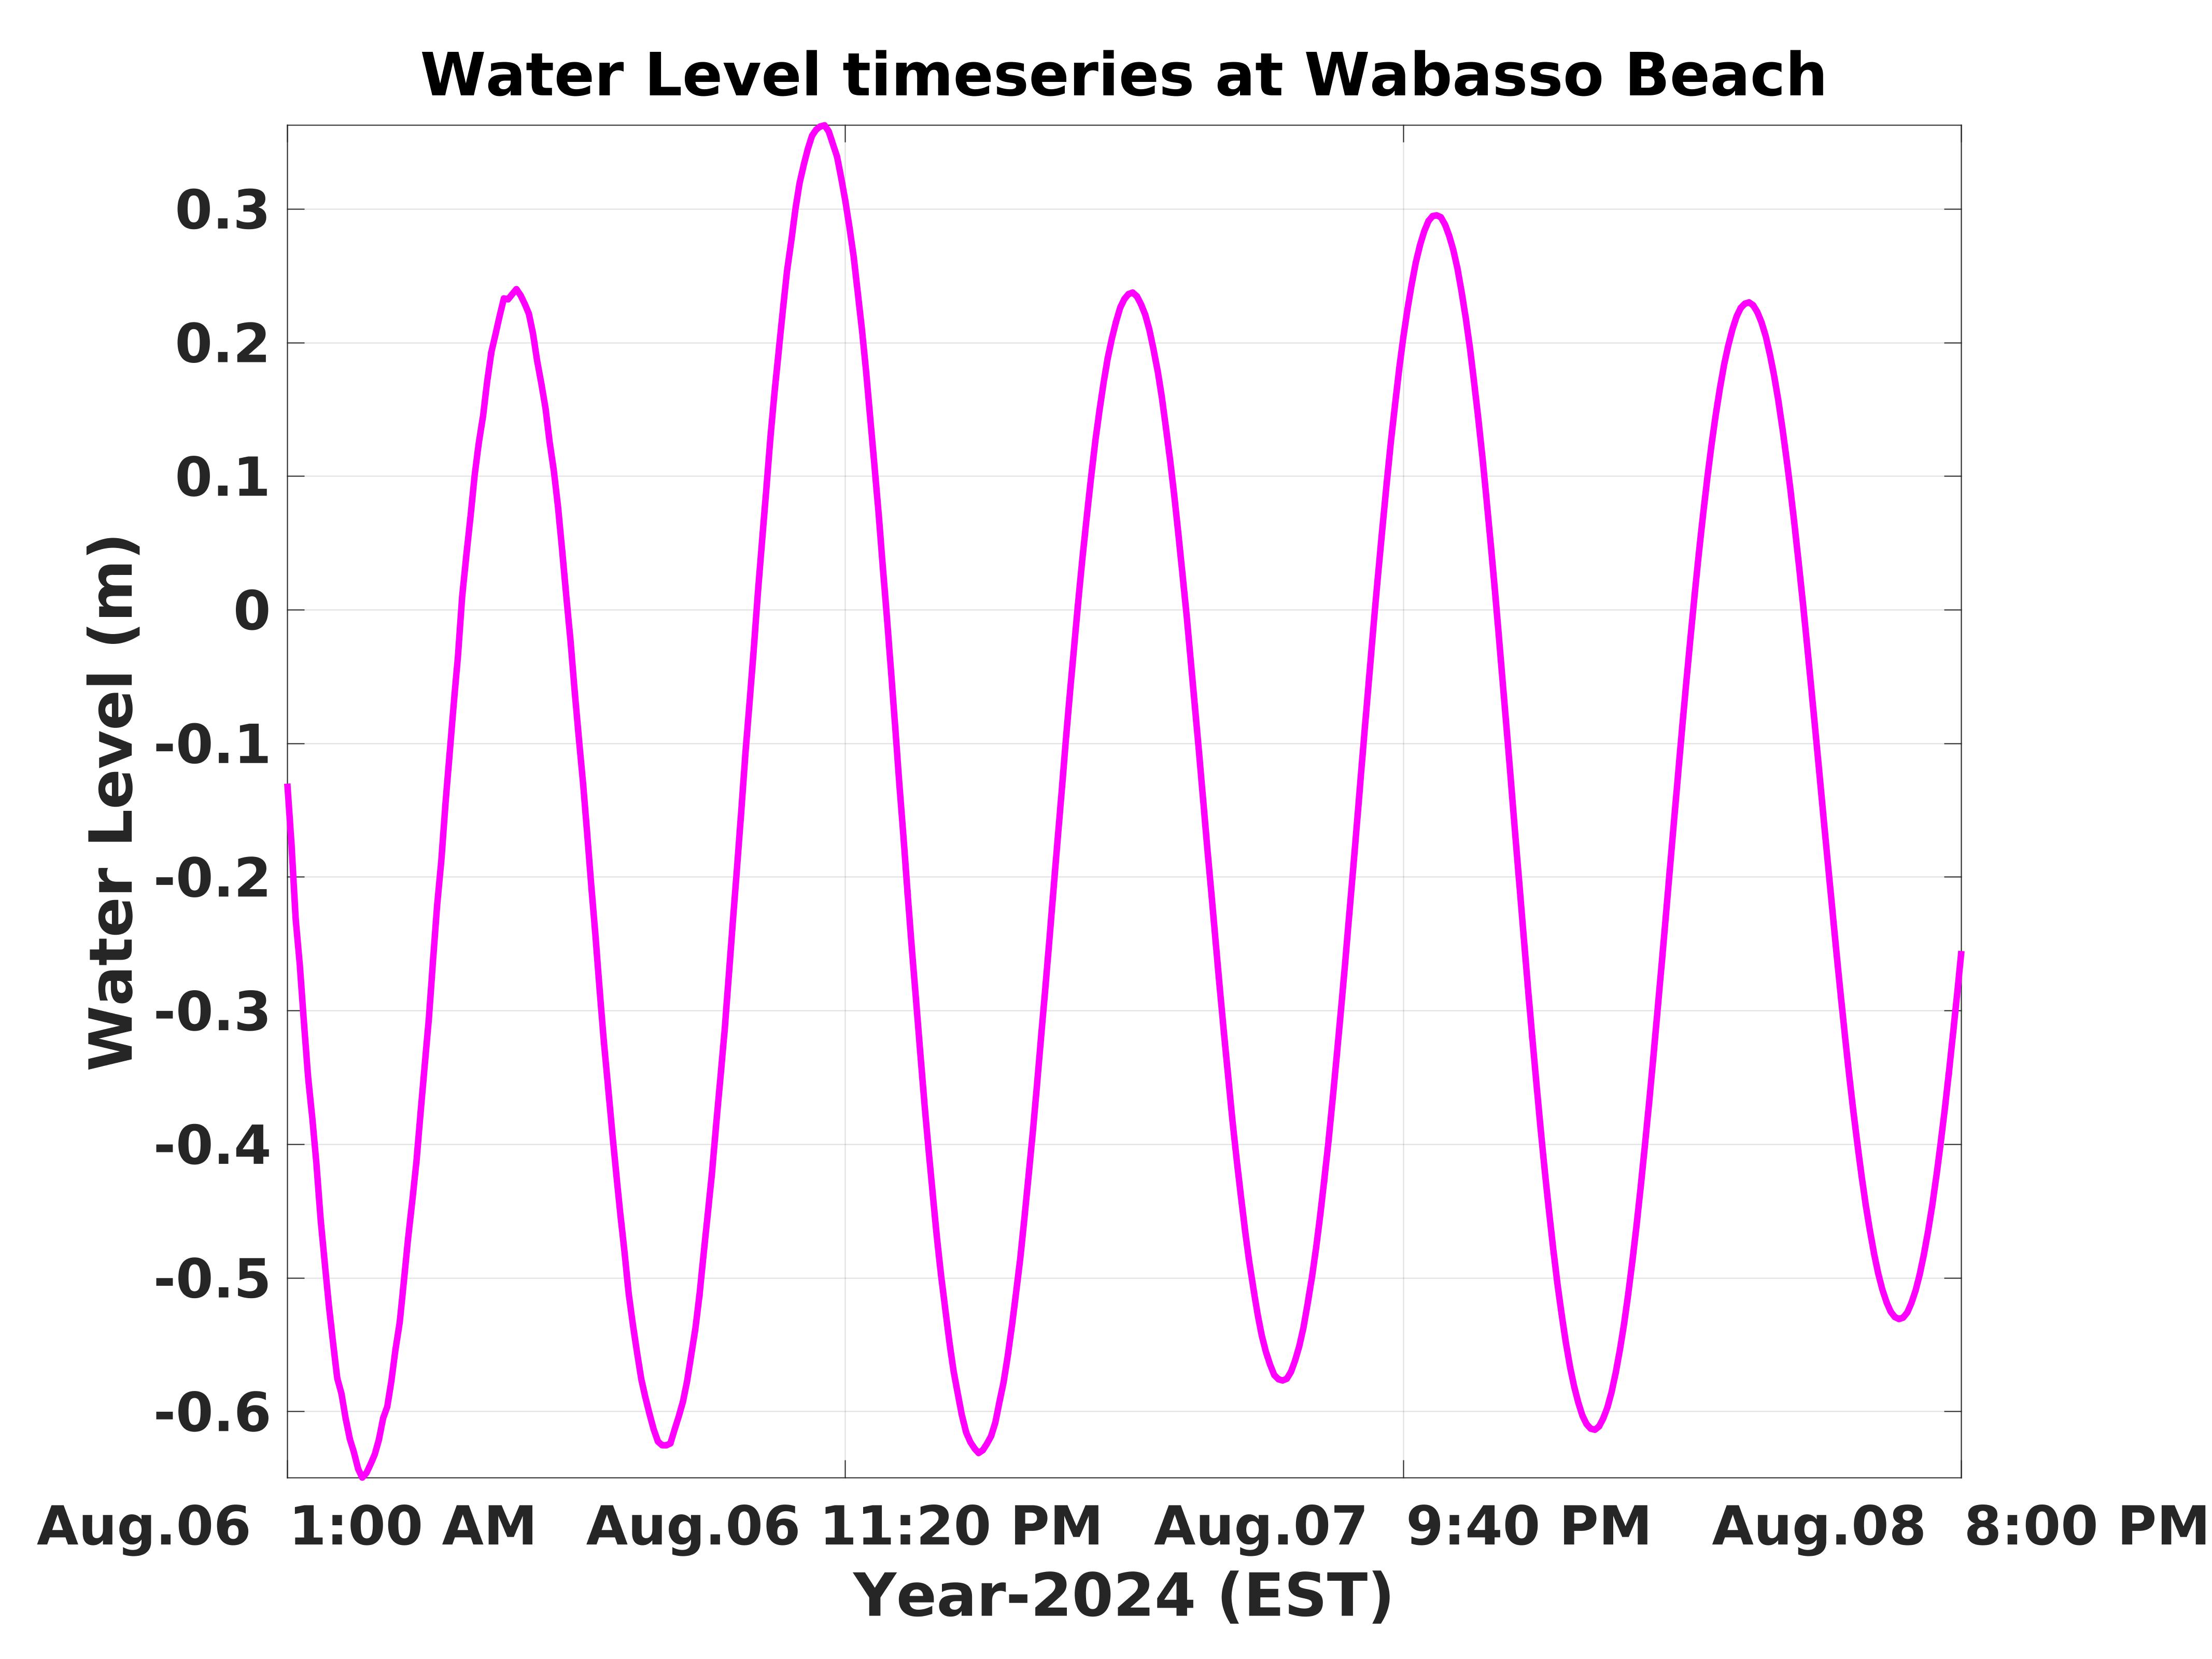 Water Level timeseries at Wabasso Beach
0.3
0.2
0.1
0
-0.1
-0.2
-0.3
-0.4
-0.5
-0.6
Water Level (m)
Aug.06 1:00 AM Aug.06 11:20 PM Aug.07 9:40 PM Aug.08 8:00 PM
Year-2024 (EST)